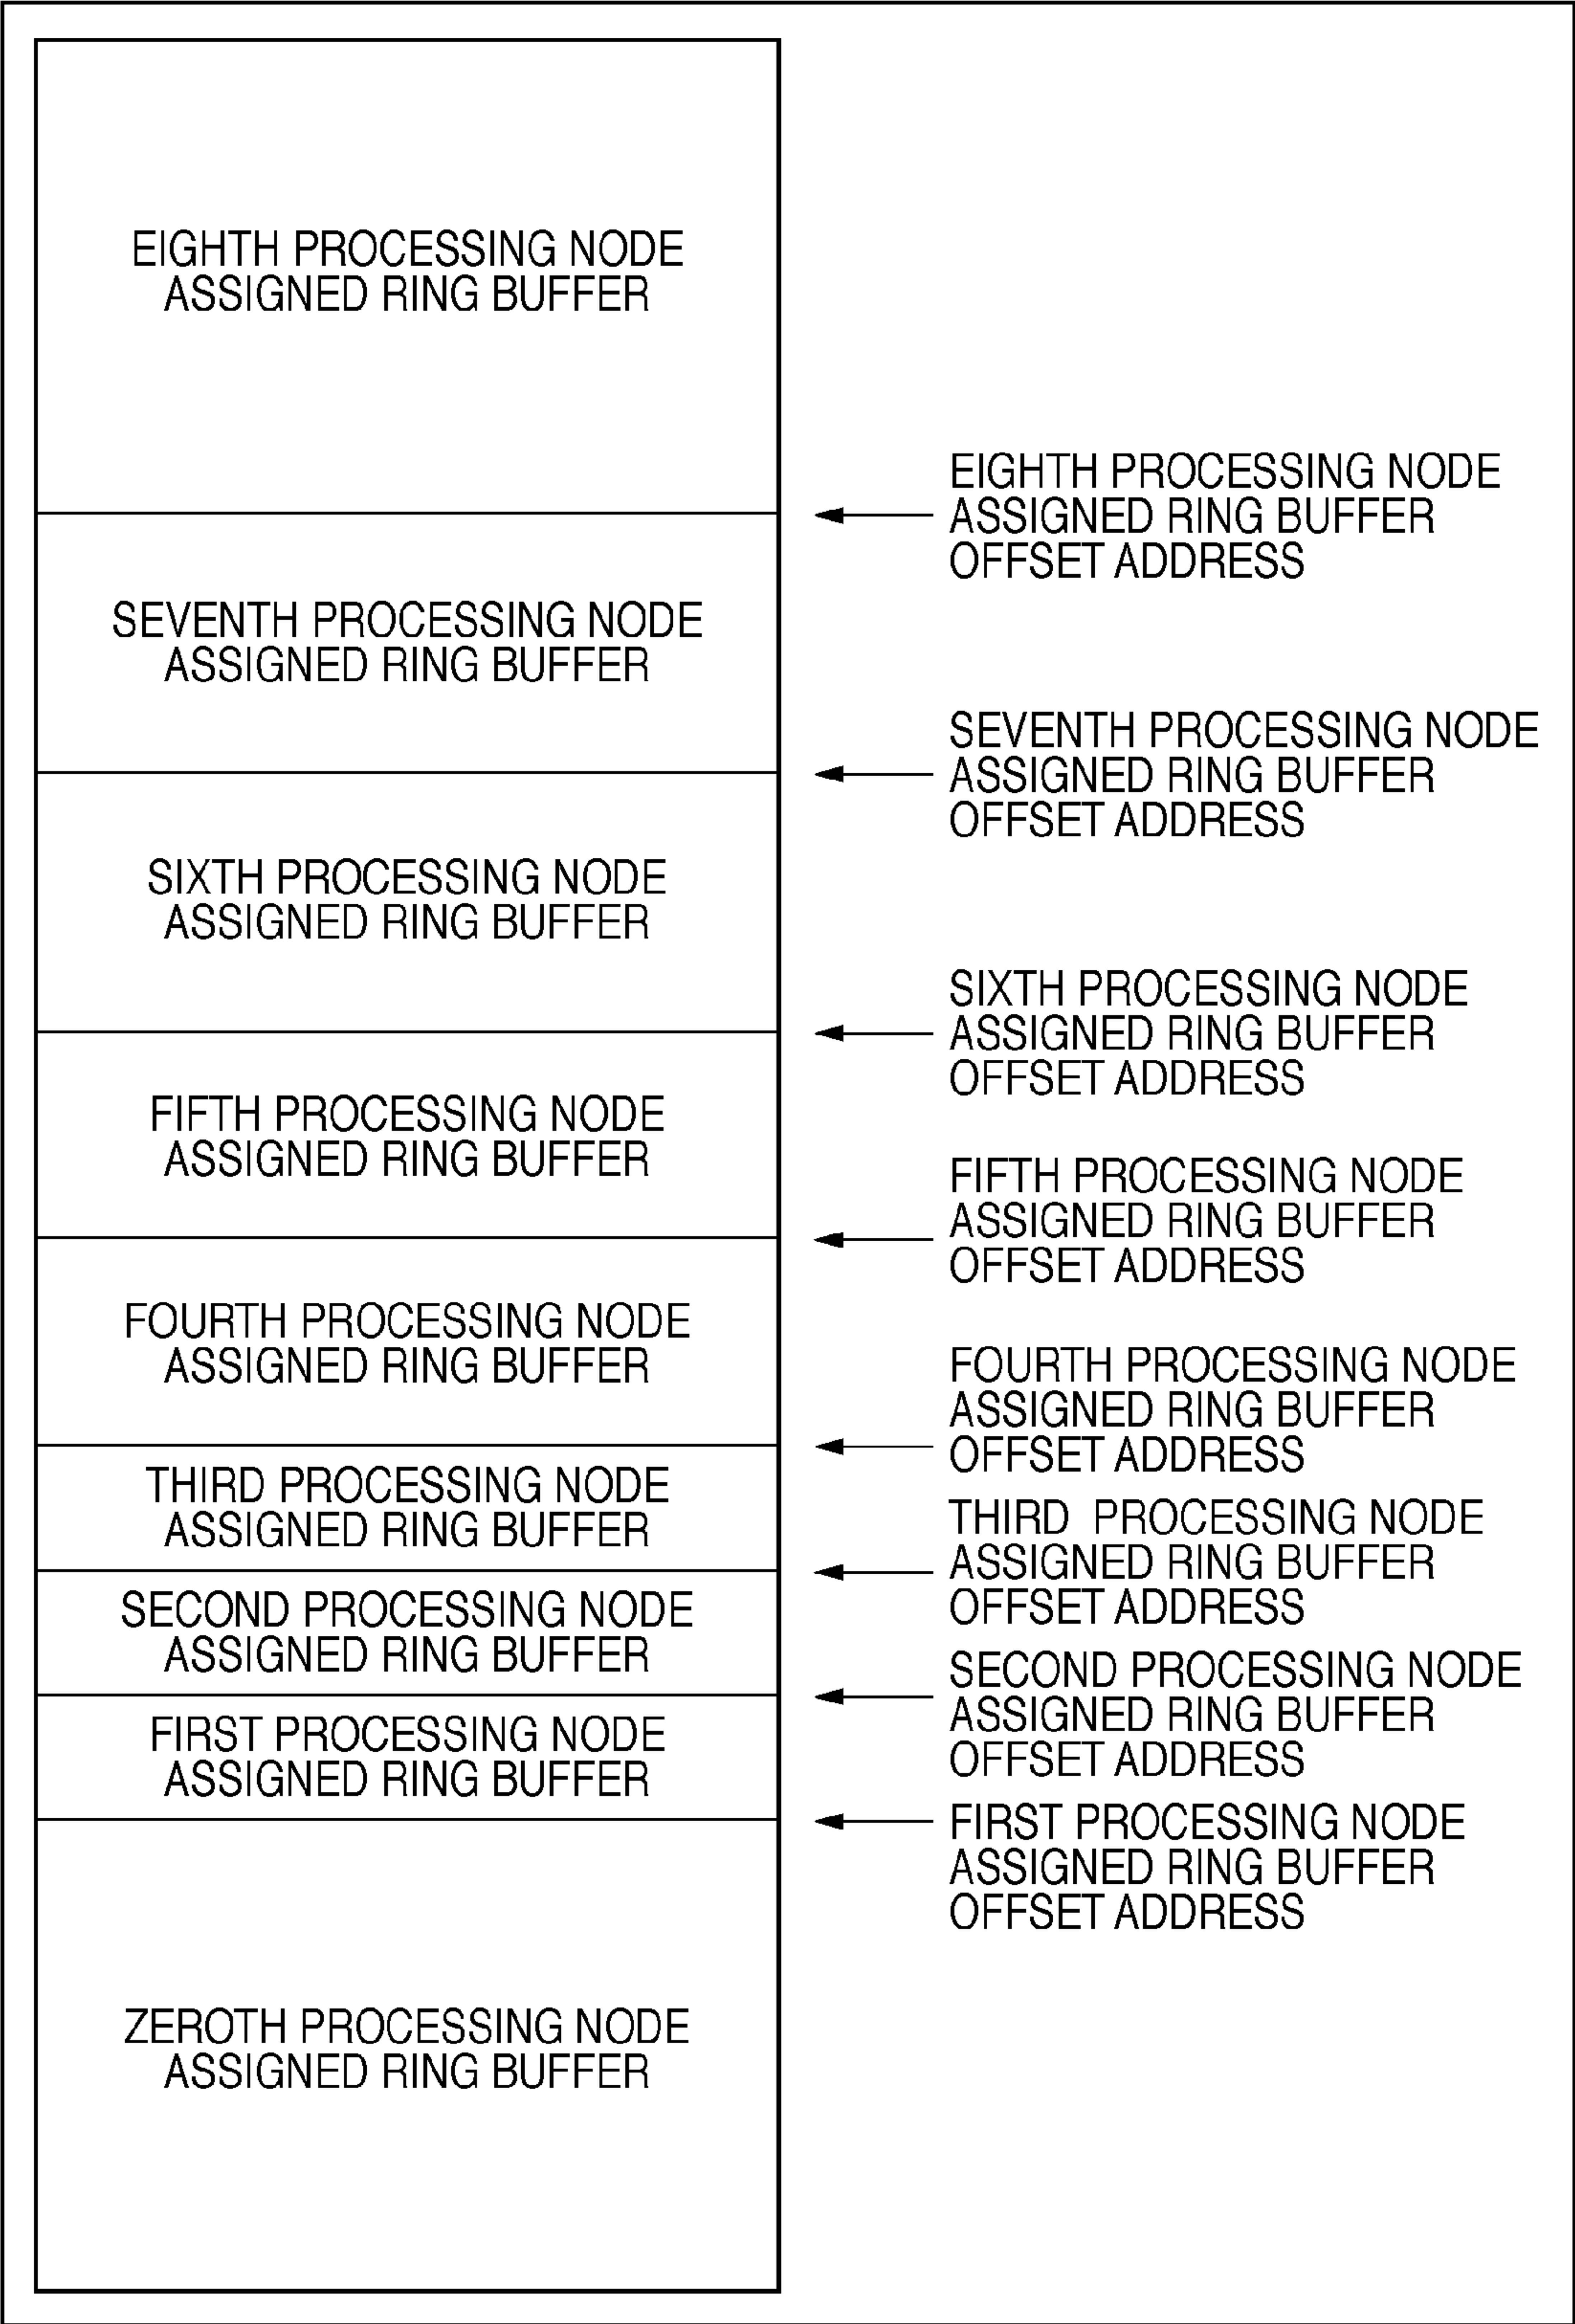 EIGHTH PROCESSING NODE
ASSIGNED RING BUFFER
EIGHTH PROCESSING NODE
ASSIGNED RING BUFFER
OFFSET ADDRESS
SEVENTH PROCESSING NODE
ASSIGNED RING BUFFER
SEVENTH PROCESSING NODE
ASSIGNED RING BUFFER
OFFSET ADDRESS
SIXTH PROCESSING NODE
ASSIGNED RING BUFFER
SIXTH PROCESSING NODE
ASSIGNED RING BUFFER
OFFSET ADDRESS
FIFTH PROCESSING NODE
ASSIGNED RING BUFFER
FIFTH PROCESSING NODE
ASSIGNED RING BUFFER
OFFSET ADDRESS
FOURTH PROCESSING NODE
ASSIGNED RING BUFFER
FOURTH PROCESSING NODE
ASSIGNED RING BUFFER
OFFSET ADDRESS
THIRD PROCESSING NODE
ASSIGNED RING BUFFER
THIRD PROCESSING NODE
ASSIGNED RING BUFFER
OFFSET ADDRESS
SECOND PROCESSING NODE
ASSIGNED RING BUFFER
SECOND PROCESSING NODE
ASSIGNED RING BUFFER
OFFSET ADDRESS
FIRST PROCESSING NODE
ASSIGNED RING BUFFER
FIRST PROCESSING NODE
ASSIGNED RING BUFFER
OFFSET ADDRESS
ZEROTH PROCESSING NODE
ASSIGNED RING BUFFER